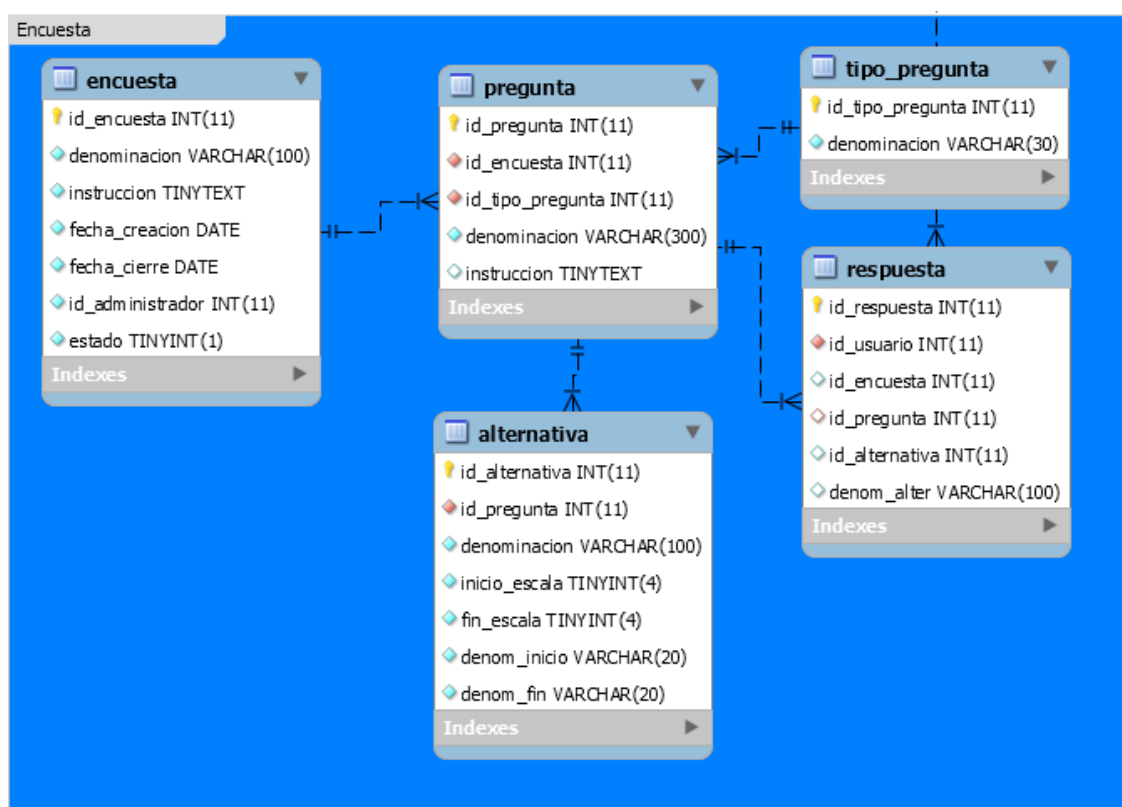 Encuesta
encuesta
id_encuesta INT(11)
denominacion VARCHAR(100)
instruccion TINYTEXT
fecha_creacion DATE
fecha_cierre DATE
id_administrador INT(11)
estado TINYINT(1)
Indexes
pregunta
id_pregunta INT(11)
id_encuesta INT(11)
id_tipo_pregunta INT(11)
denominacion VARCHAR(300)
instruccion TINYTEXT
Indexes
tipo_pregunta
id_tipo_pregunta INT(11)
denominacion VARCHAR(30)
Indexes
respuesta
id_respuesta INT(11)
id_usuario INT(11)
id_encuesta INT(11)
id_pregunta INT(11)
id_alternativa INT(11)
denom_alter VARCHAR(100)
Indexes
alternativa
id_alternativa INT(11)
id_pregunta INT(11)
denominacion VARCHAR(100)
inicio_escala TINYINT(4)
fin_escala TINYINT(4)
denom_inicio VARCHAR(20)
denom_fin VARCHAR(20)
Indexes